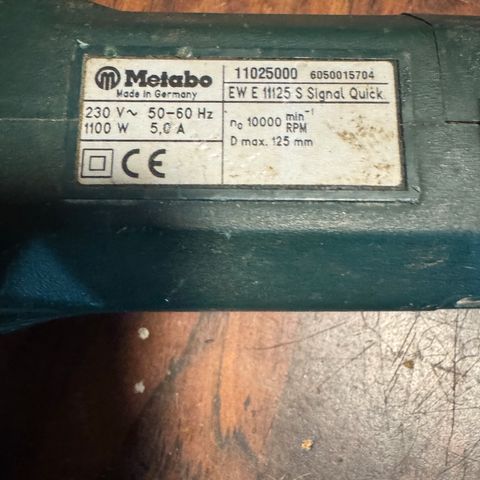 Metabo
Made in Germany
11025000 6050015704
EW E 11125 S Signal Quick
230 V~ 50-60 Hz
1100 W 5,0 A
n₀ 10000 min⁻¹
RPM
D max. 125 mm
CE